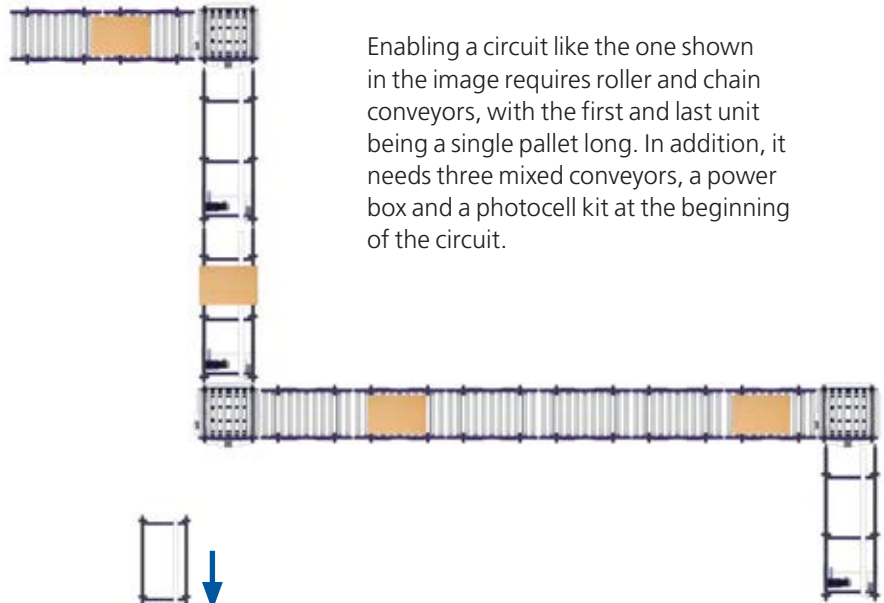 Enabling a circuit like the one shown
in the image requires roller and chain
conveyors, with the first and last unit
being a single pallet long. In addition, it
needs three mixed conveyors, a power
box and a photocell kit at the beginning
of the circuit.